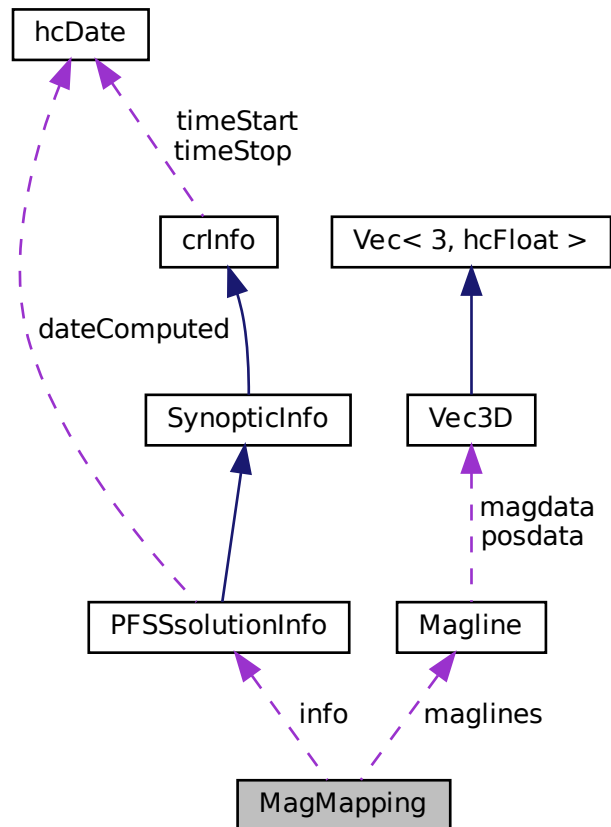 hcDate
timeStart
timeStop
crInfo
Vec< 3, hcFloat >
dateComputed
SynopticInfo
Vec3D
magdata
posdata
PFSSsolutionInfo
Magline
info
maglines
MagMapping